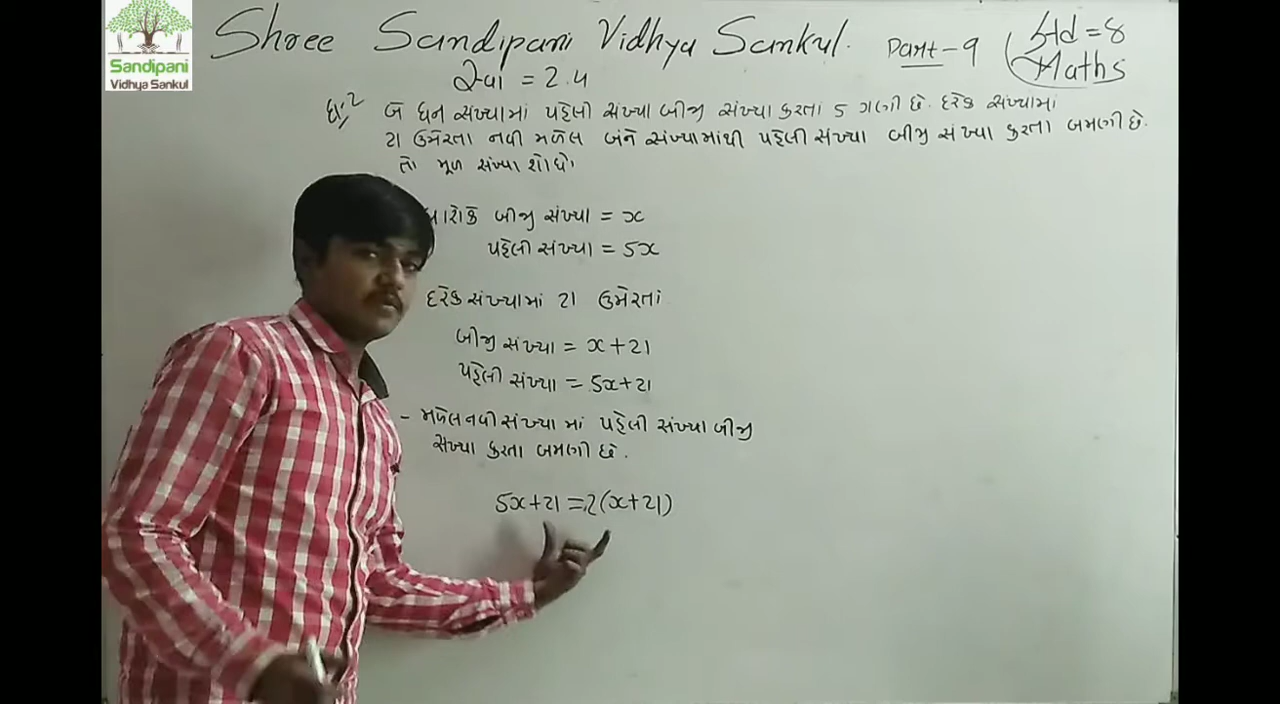 Sandipani
Vidhya Sankul
Shree Sandipani Vidhya Sankul. Part-9
Std=8
Maths
સ્વા = 2.4
દા.2 બે ધન સંખ્યામાં પહેલી સંખ્યા બીજી સંખ્યા કરતાં 5 ગણી છે. દરેક સંખ્યામાં
21 ઉમેરતા નવી મળેલ બંને સંખ્યામાંથી પહેલી સંખ્યા બીજી સંખ્યા કરતા બમણી છે.
તો મૂળ સંખ્યા શોધો.
ધારોકે બીજી સંખ્યા = x
પહેલી સંખ્યા = 5x
દરેક સંખ્યામાં 21 ઉમેરતાં
બીજી સંખ્યા = x+21
પહેલી સંખ્યા = 5x+21
- મળેલ નવી સંખ્યા માં પહેલી સંખ્યા બીજી
સંખ્યા કરતા બમણી છે.
5x+21=2(x+21)